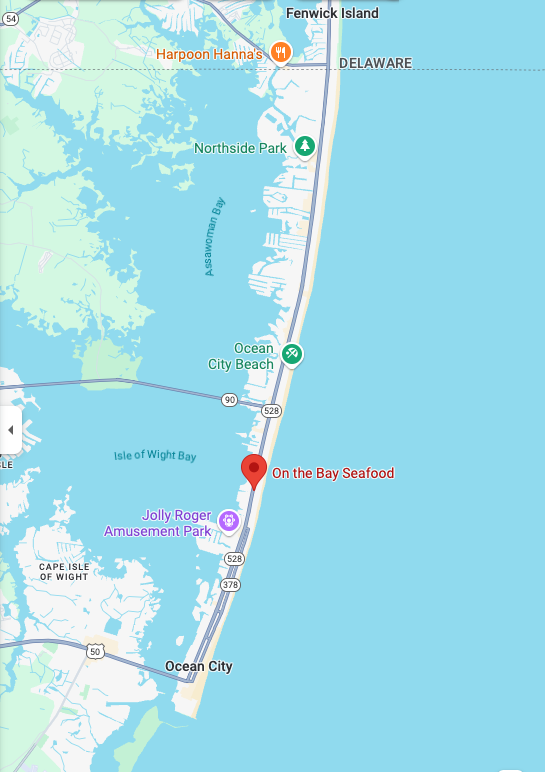 Fenwick Island
54
Harpoon Hanna's
DELAWARE
Northside Park
Assawoman Bay
Ocean
City Beach
90
528
Isle of Wight Bay
LE
On the Bay Seafood
Jolly Roger
Amusement Park
528
CAPE ISLE
OF WIGHT
378
50
Ocean City